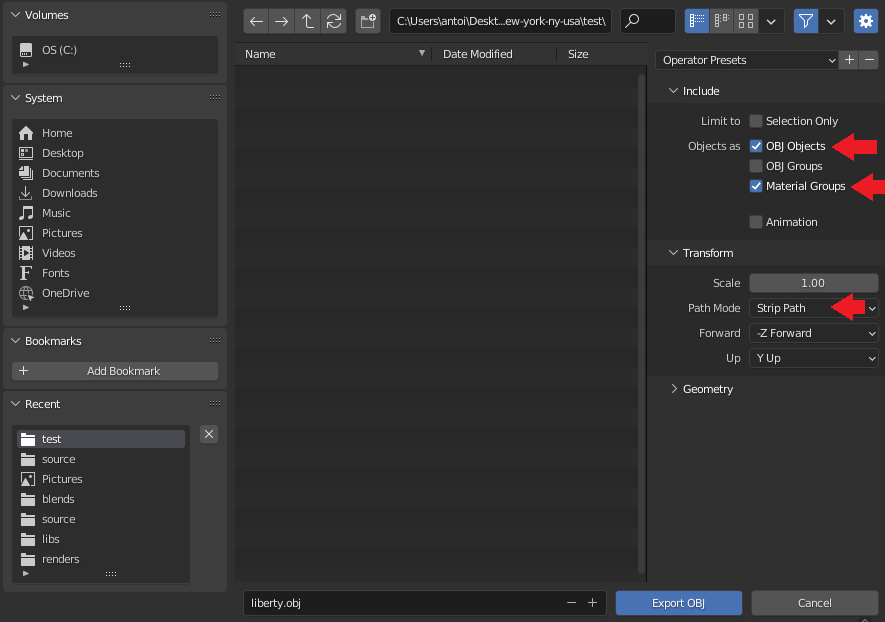 Volumes
OS (C:)
System
Home
Desktop
Documents
Downloads
Music
Pictures
Videos
Fonts
OneDrive
Bookmarks
Add Bookmark
Recent
test
source
Pictures
blends
source
libs
renders
C:\Users\antoi\Deskt...ew-york-ny-usa\test\
Name
Date Modified
Size
liberty.obj
Operator Presets
Include
Limit to
Selection Only
Objects as
OBJ Objects
OBJ Groups
Material Groups
Animation
Transform
Scale
1.00
Path Mode
Strip Path
Forward
-Z Forward
Up
Y Up
Geometry
Export OBJ
Cancel